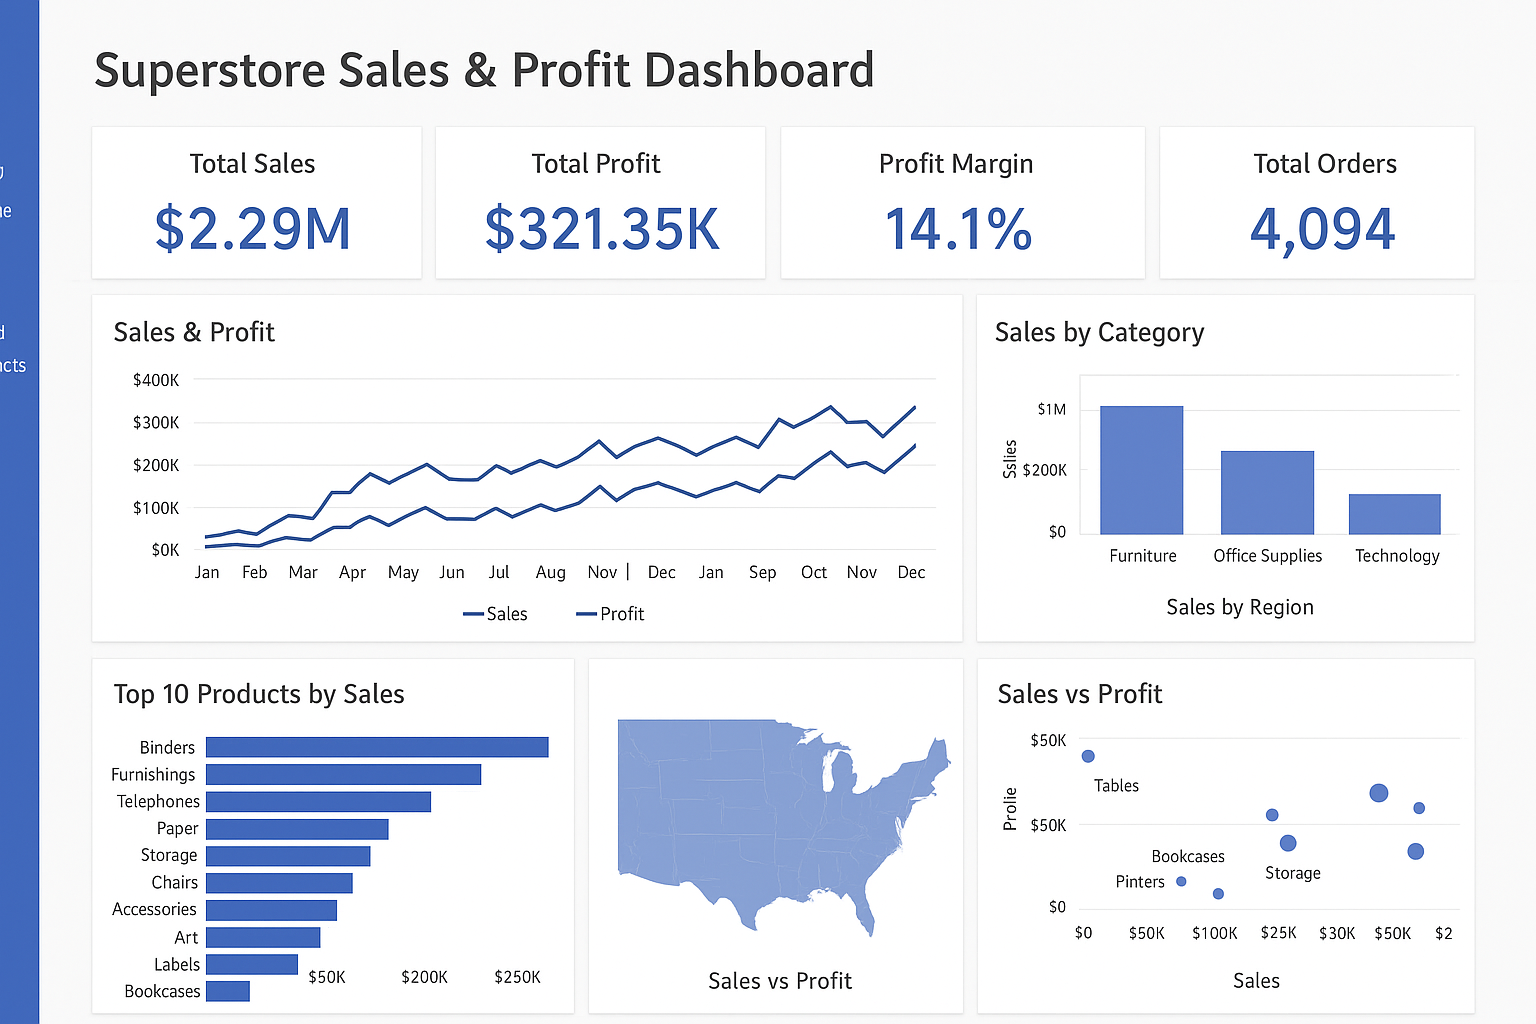 Superstore Sales & Profit Dashboard
Total Sales
$2.29M
Total Profit
$321.35K
Profit Margin
14.1%
Total Orders
4,094
Sales & Profit
$400K
$300K
$200K
$100K
$0K
Jan Feb Mar Apr May Jun Jul Aug Nov | Dec Jan Sep Oct Nov Dec
Sales Profit
Sales by Category
Sslies
$1M
$200K
$0
Furniture Office Supplies Technology
Sales by Region
Top 10 Products by Sales
Binders
Furnishings
Telephones
Paper
Storage
Chairs
Accessories
Art
Labels
Bookcases
$50K $200K $250K
Sales vs Profit
Sales vs Profit
Prolie
$50K
$50K
$0
Tables
Bookcases
Pinters
Storage
$0 $50K $100K $25K $30K $50K $2
Sales